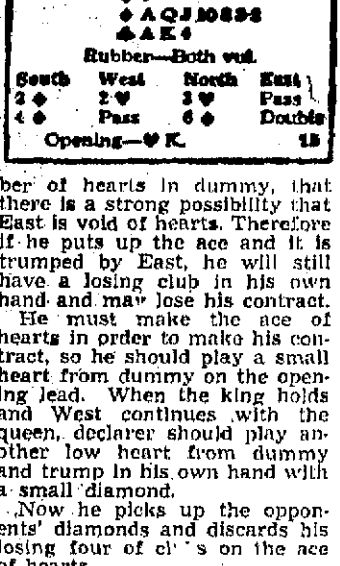 ♦ A Q J 10 8 3 2
♣ A K 4
Rubber—Both vul.
South West North East
2 ♦ 2 ♥ 3 ♥ Pass
4 ♦ Pass 6 ♦ Double
Opening—♥ K. 15
ber of hearts in dummy, that
there is a strong possibility that
East is void of hearts. Therefore
if he puts up the ace and it is
trumped by East, he will still
have a losing club in his own
hand and may lose his contract.
He must make the ace of
hearts in order to make his con-
tract, so he should play a small
heart from dummy on the open-
ing lead. When the king holds
and West continues with the
queen, declarer should play an-
other low heart from dummy
and trump in his own hand with
a small diamond.
Now he picks up the oppon-
ents' diamonds and discards his
losing four of on the ace
of hearts